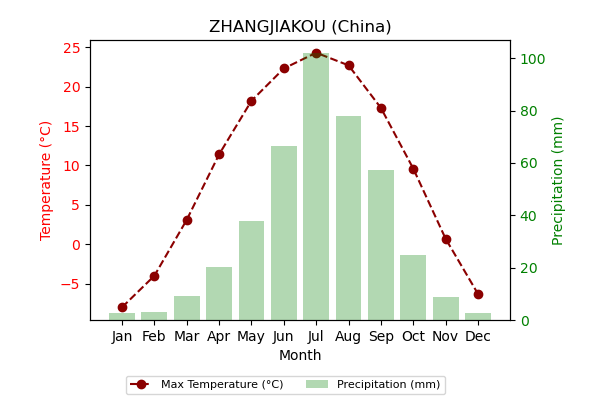 ZHANGJIAKOU (China)
25
20
15
10
5
0
−5
Temperature (°C)
100
80
60
40
20
0
Precipitation (mm)
Jan Feb Mar Apr May Jun Jul Aug Sep Oct Nov Dec
Month
Max Temperature (°C) Precipitation (mm)